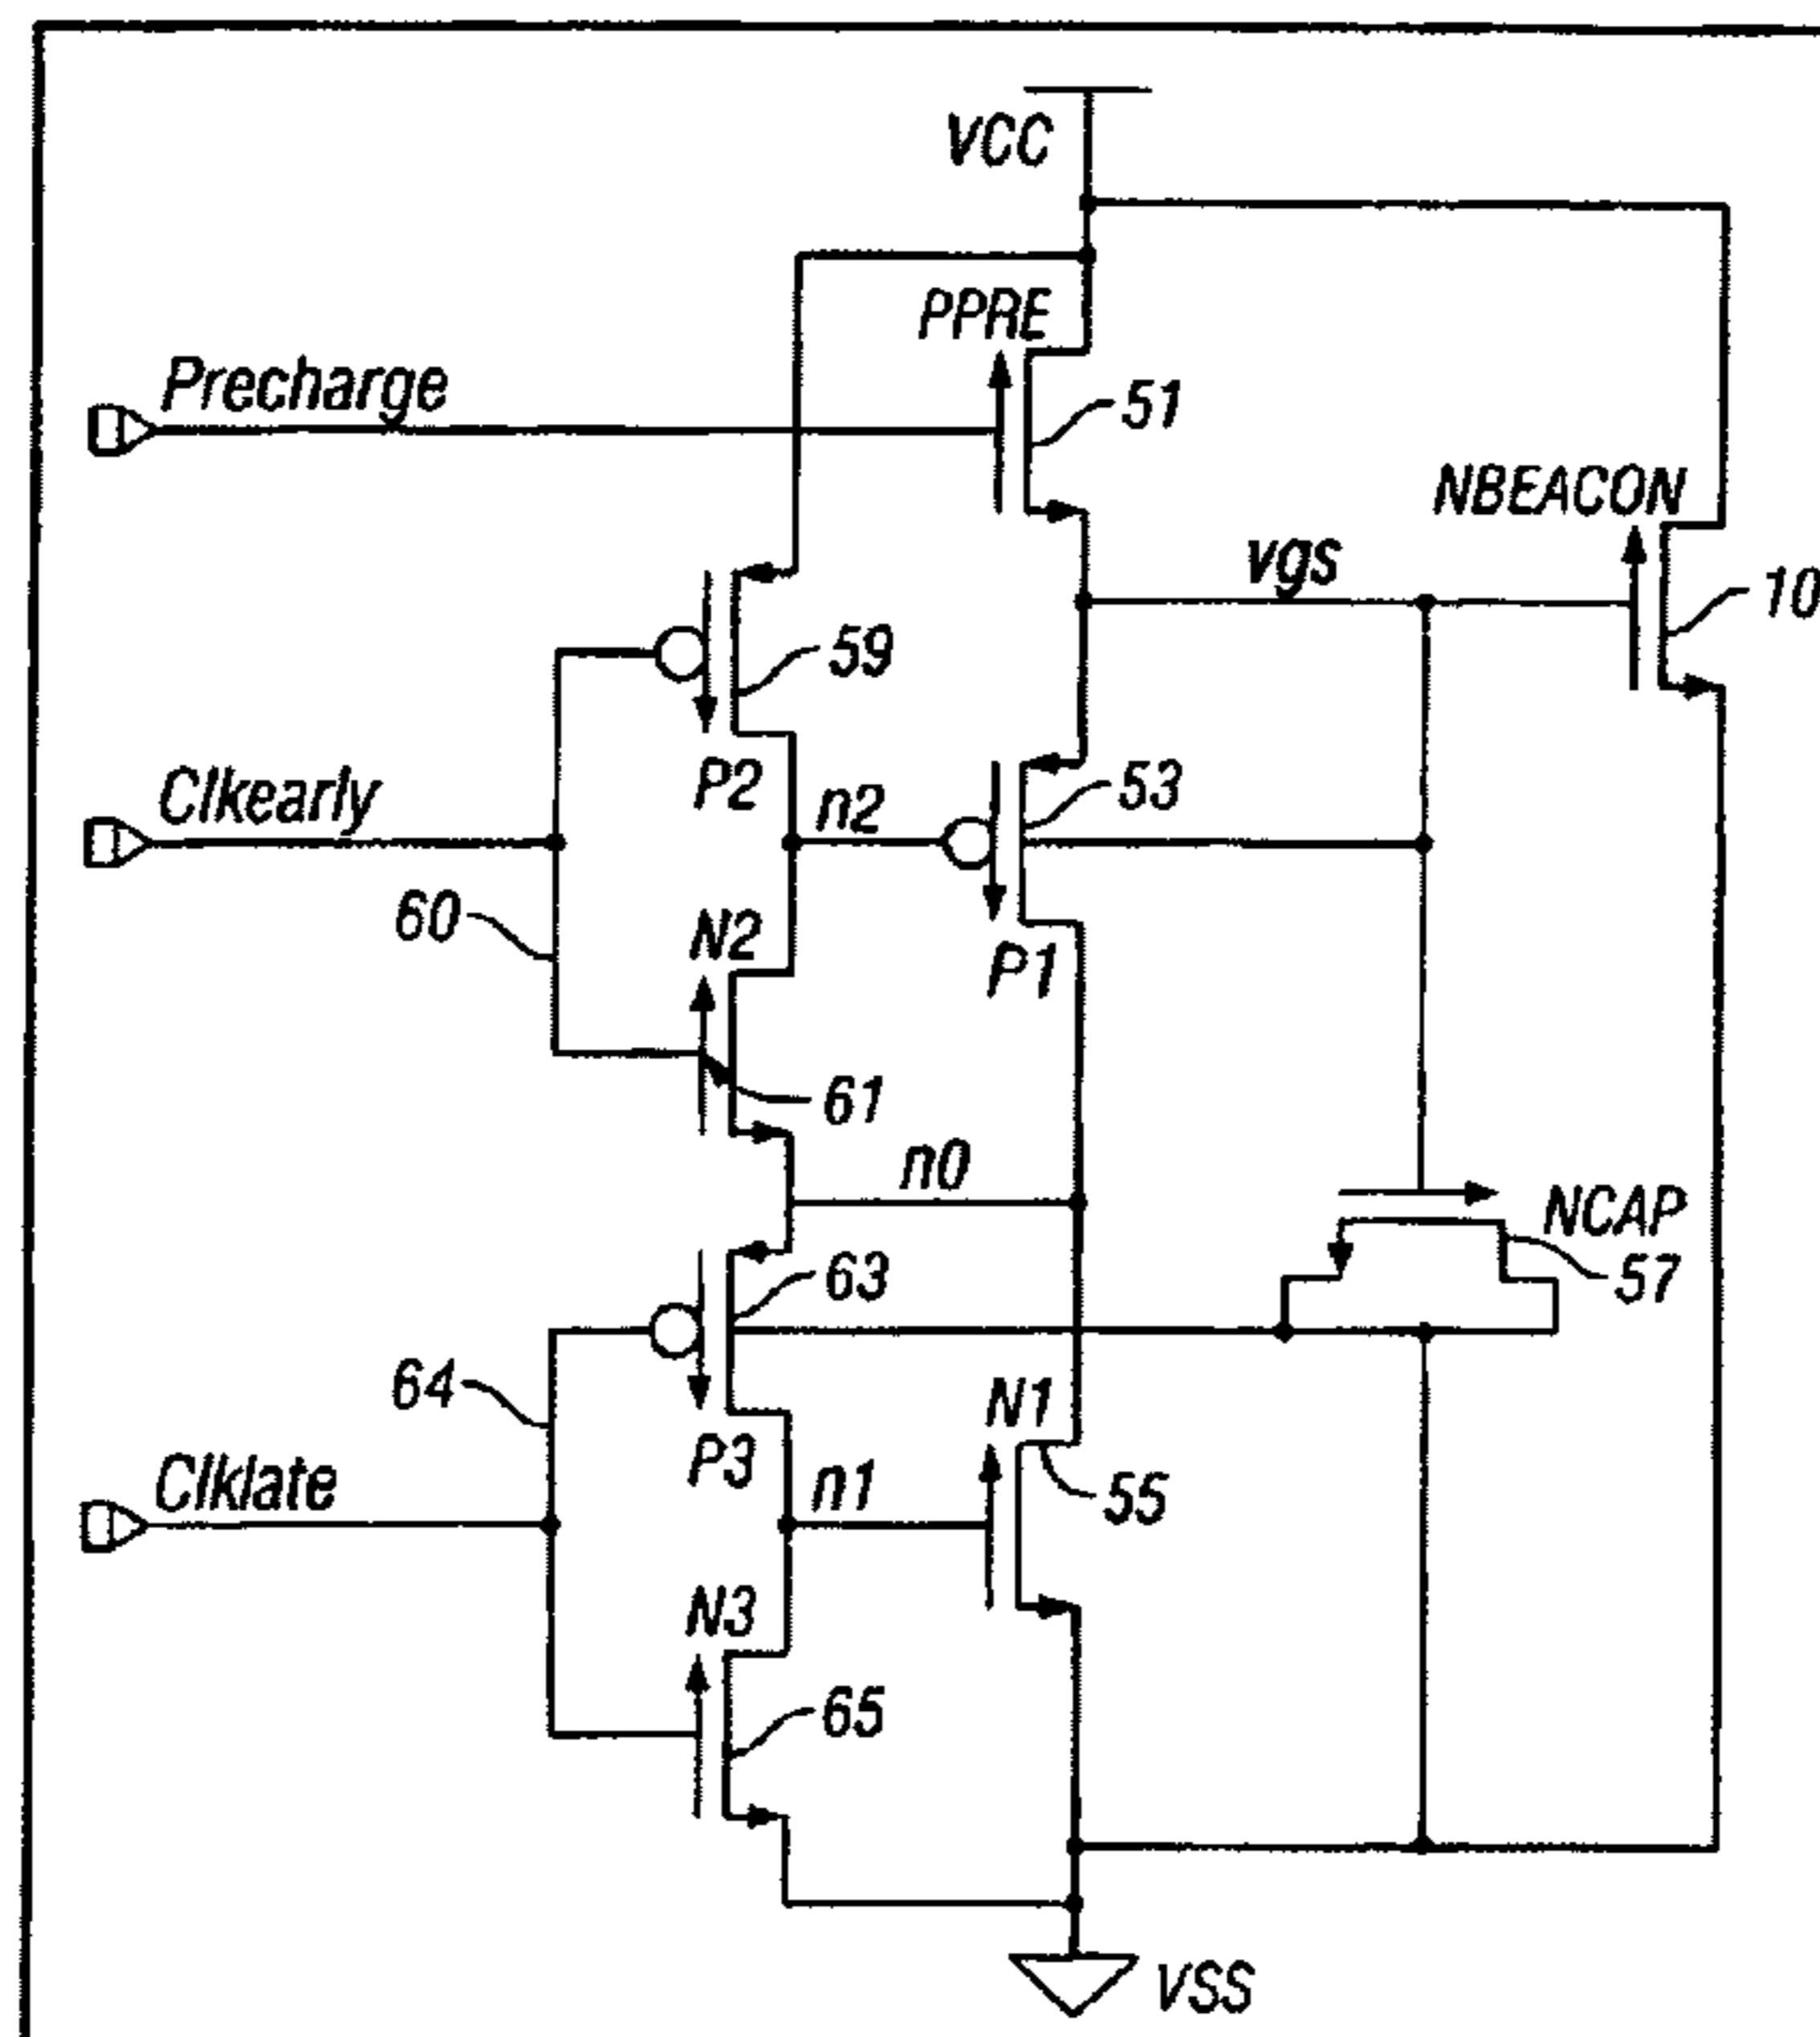 VCC
PPRE
Precharge
51
NBEACON
vgs
10
59
P2
Clkearly
n2
53
60
N2
P1
61
n0
NCAP
63
57
64
N1
P3
n1
55
Clklate
N3
65
VSS